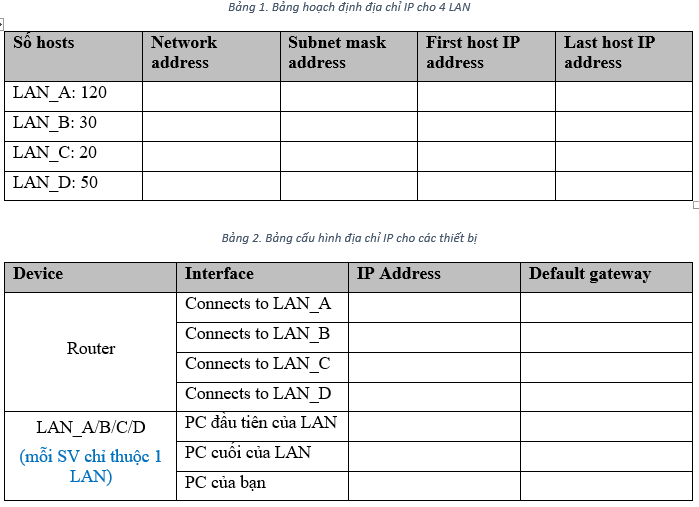 Bảng 1. Bảng hoạch định địa chỉ IP cho 4 LAN
Số hosts
Network address
Subnet mask address
First host IP address
Last host IP address
LAN_A: 120
LAN_B: 30
LAN_C: 20
LAN_D: 50
Bảng 2. Bảng cấu hình địa chỉ IP cho các thiết bị
Device
Interface
IP Address
Default gateway
Router
Connects to LAN_A
Connects to LAN_B
Connects to LAN_C
Connects to LAN_D
LAN_A/B/C/D
(mỗi SV chỉ thuộc 1
LAN)
PC đầu tiên của LAN
PC cuối của LAN
PC của bạn